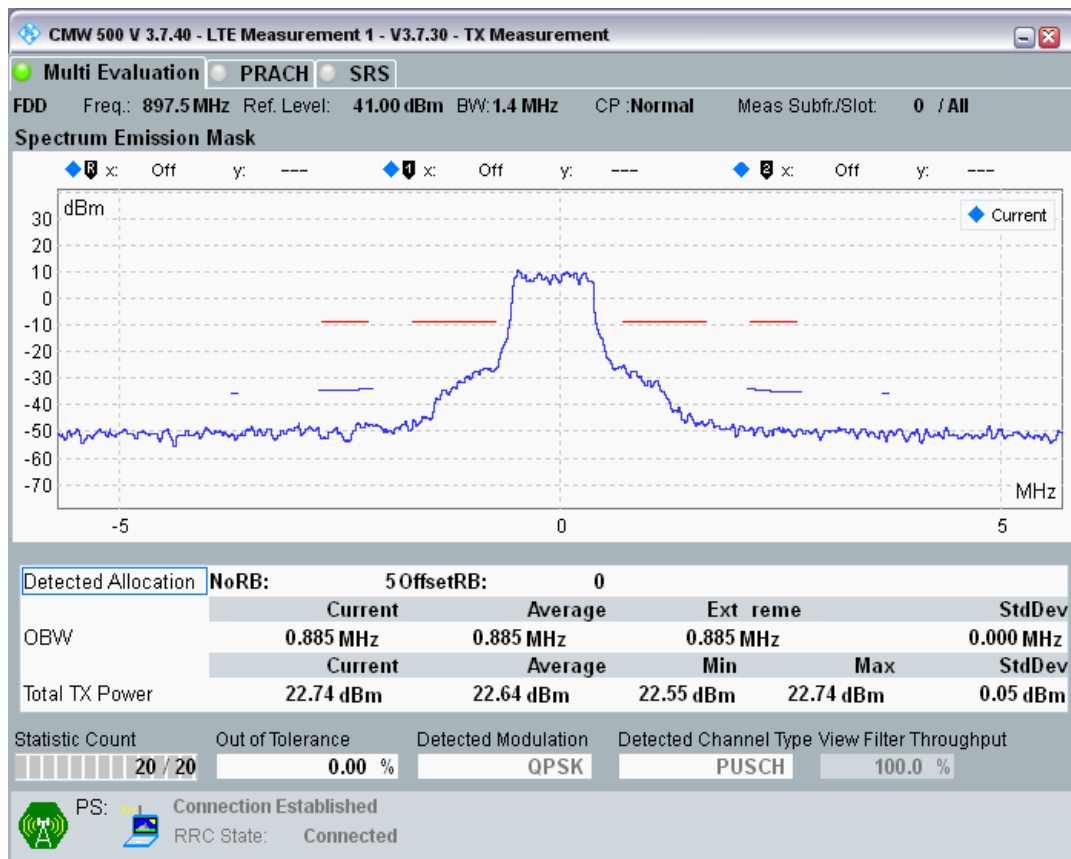 CMW 500 V 3.7.40 - LTE Measurement 1 - V3.7.30 - TX Measurement
Multi Evaluation PRACH SRS
FDD Freq.: 897.5 MHz Ref. Level: 41.00 dBm BW: 1.4 MHz CP :Normal Meas Subfr./Slot: 0 / All
Spectrum Emission Mask
R x: Off y: --- 1 x: Off y: --- 2 x: Off y: ---
dBm
Current
30
20
10
0
-10
-20
-30
-40
-50
-60
-70
MHz
-5 0 5
Detected Allocation NoRB: 5 OffsetRB: 0
Current Average Ext reme StdDev
OBW 0.885 MHz 0.885 MHz 0.885 MHz 0.000 MHz
Current Average Min Max StdDev
Total TX Power 22.74 dBm 22.64 dBm 22.55 dBm 22.74 dBm 0.05 dBm
Statistic Count Out of Tolerance Detected Modulation Detected Channel Type View Filter Throughput
20 / 20 0.00 % QPSK PUSCH 100.0 %
PS: Connection Established
RRC State: Connected